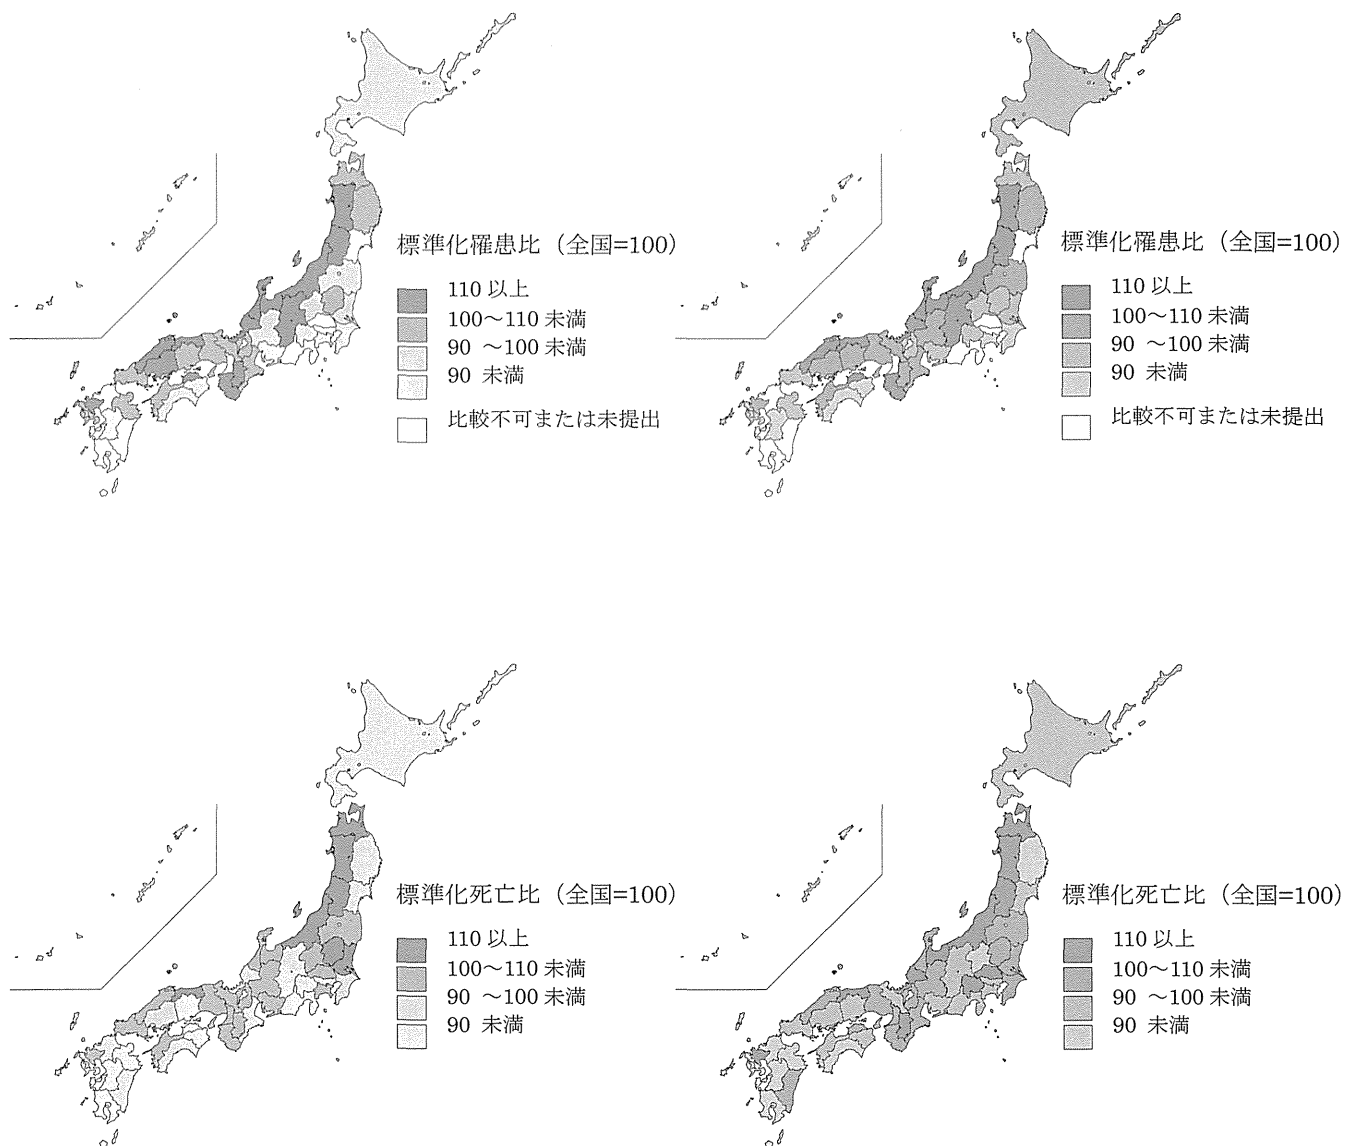 標準化罹患比（全国=100）
110 以上
100～110 未満
90 ～100 未満
90 未満
比較不可または未提出
標準化罹患比（全国=100）
110 以上
100～110 未満
90 ～100 未満
90 未満
比較不可または未提出
標準化死亡比（全国=100）
110 以上
100～110 未満
90 ～100 未満
90 未満
標準化死亡比（全国=100）
110 以上
100～110 未満
90 ～100 未満
90 未満